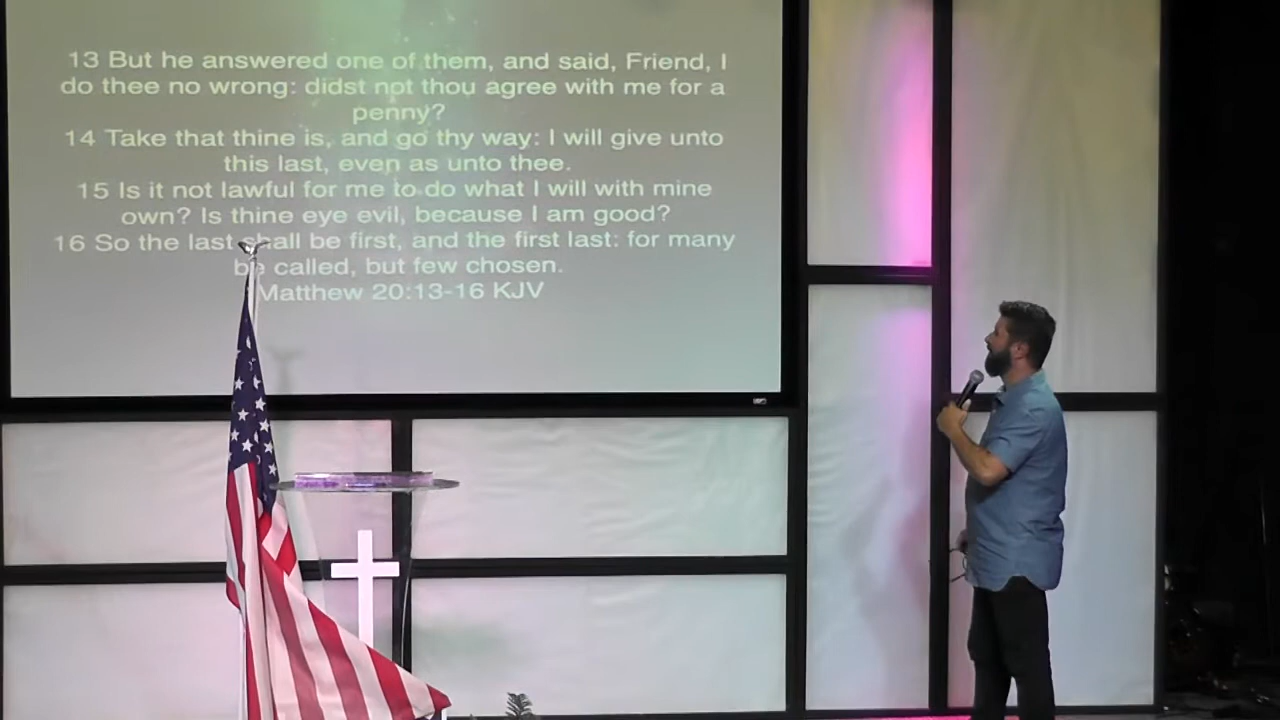 13 But he answered one of them, and said, Friend, I
do thee no wrong: didst not thou agree with me for a
penny?
14 Take that thine is, and go thy way: I will give unto
this last, even as unto thee.
15 Is it not lawful for me to do what I will with mine
own? Is thine eye evil, because I am good?
16 So the last shall be first, and the first last: for many
be called, but few chosen.
Matthew 20:13-16 KJV